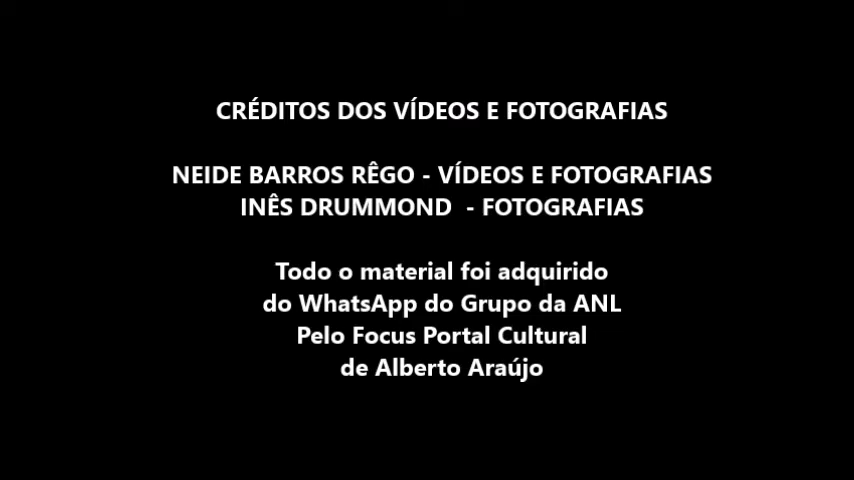 CRÉDITOS DOS VÍDEOS E FOTOGRAFIAS
NEIDE BARROS RÊGO - VÍDEOS E FOTOGRAFIAS
INÊS DRUMMOND - FOTOGRAFIAS
Todo o material foi adquirido
do WhatsApp do Grupo da ANL
Pelo Focus Portal Cultural
de Alberto Araújo